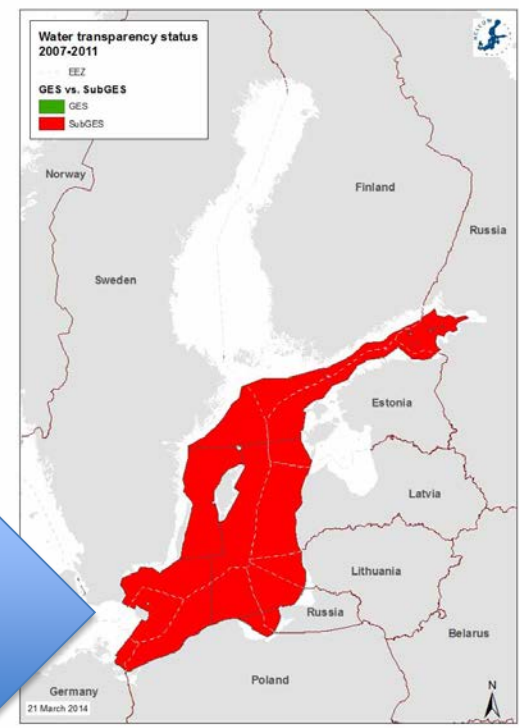 Water transparency status
2007-2011
EEZ
GES vs. SubGES
GES
SubGES
HELCOM
Norway
Finland
Russia
Sweden
Estonia
Latvia
Lithuania
Russia
Belarus
Poland
Germany
21 March 2014
N